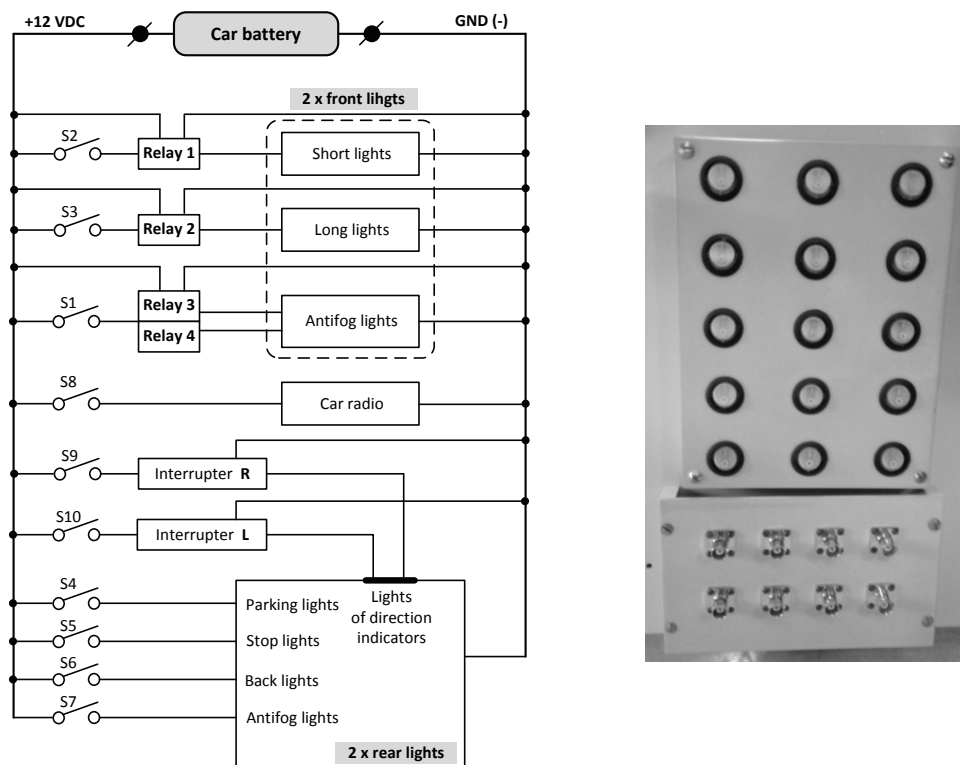 +12 VDC
Car battery
GND (-)
2 x front lihgts
S2
Relay 1
Short lights
S3
Relay 2
Long lights
S1
Relay 3
Relay 4
Antifog lights
S8
Car radio
S9
Interrupter R
S10
Interrupter L
S4
Parking lights
Lights
of direction
indicators
S5
Stop lights
S6
Back lights
S7
Antifog lights
2 x rear lights